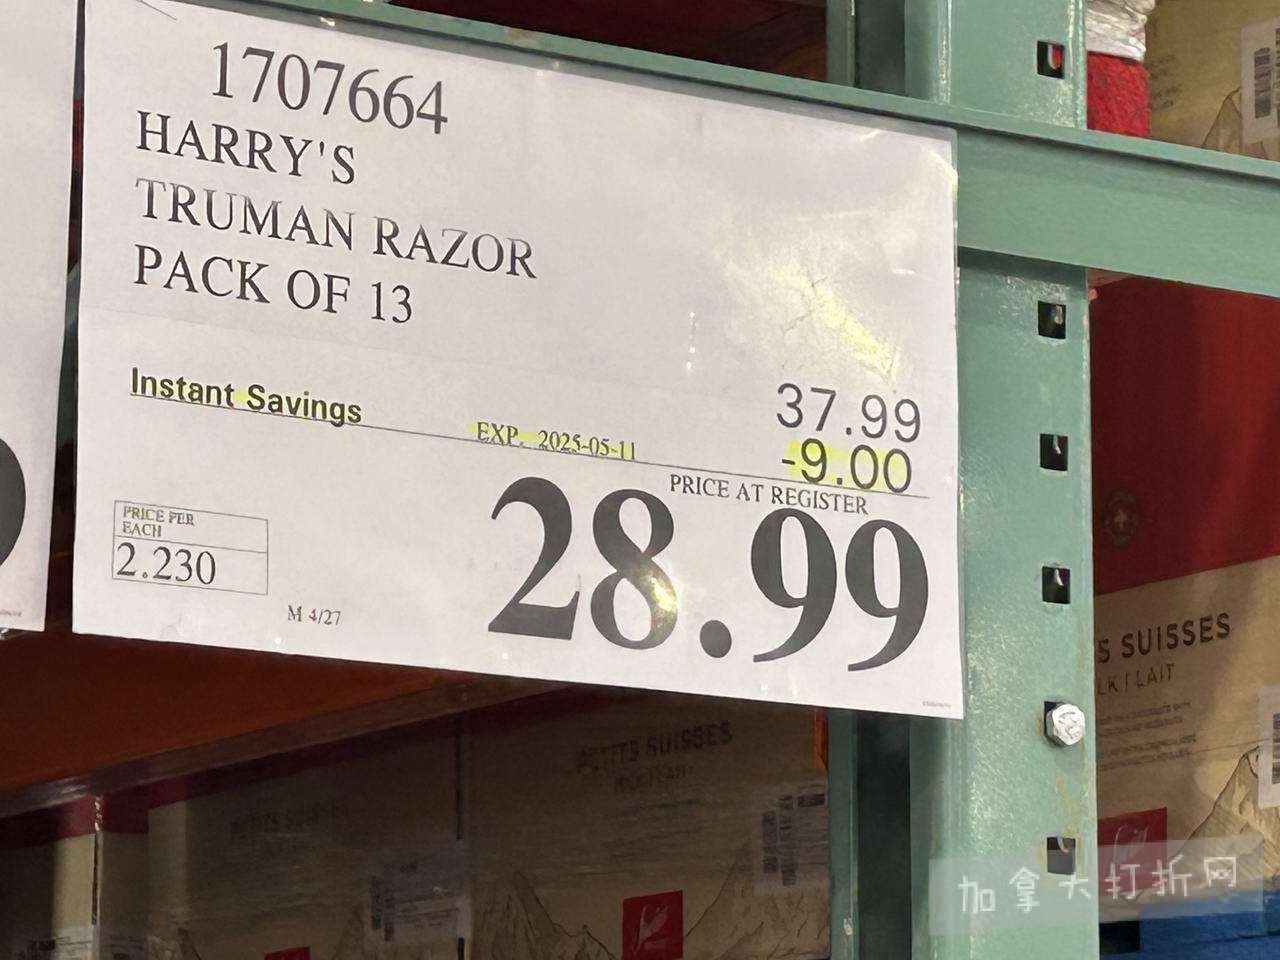 1707664
HARRY'S
TRUMAN RAZOR
PACK OF 13
Instant Savings
EXP. 2025-05-11
37.99
-9.00
PRICE AT REGISTER
28.99
PRICE PER
EACH
2.230
M 4/27
S SUISSES
LK | LAIT
PETITS SUISSES
加拿大打折网